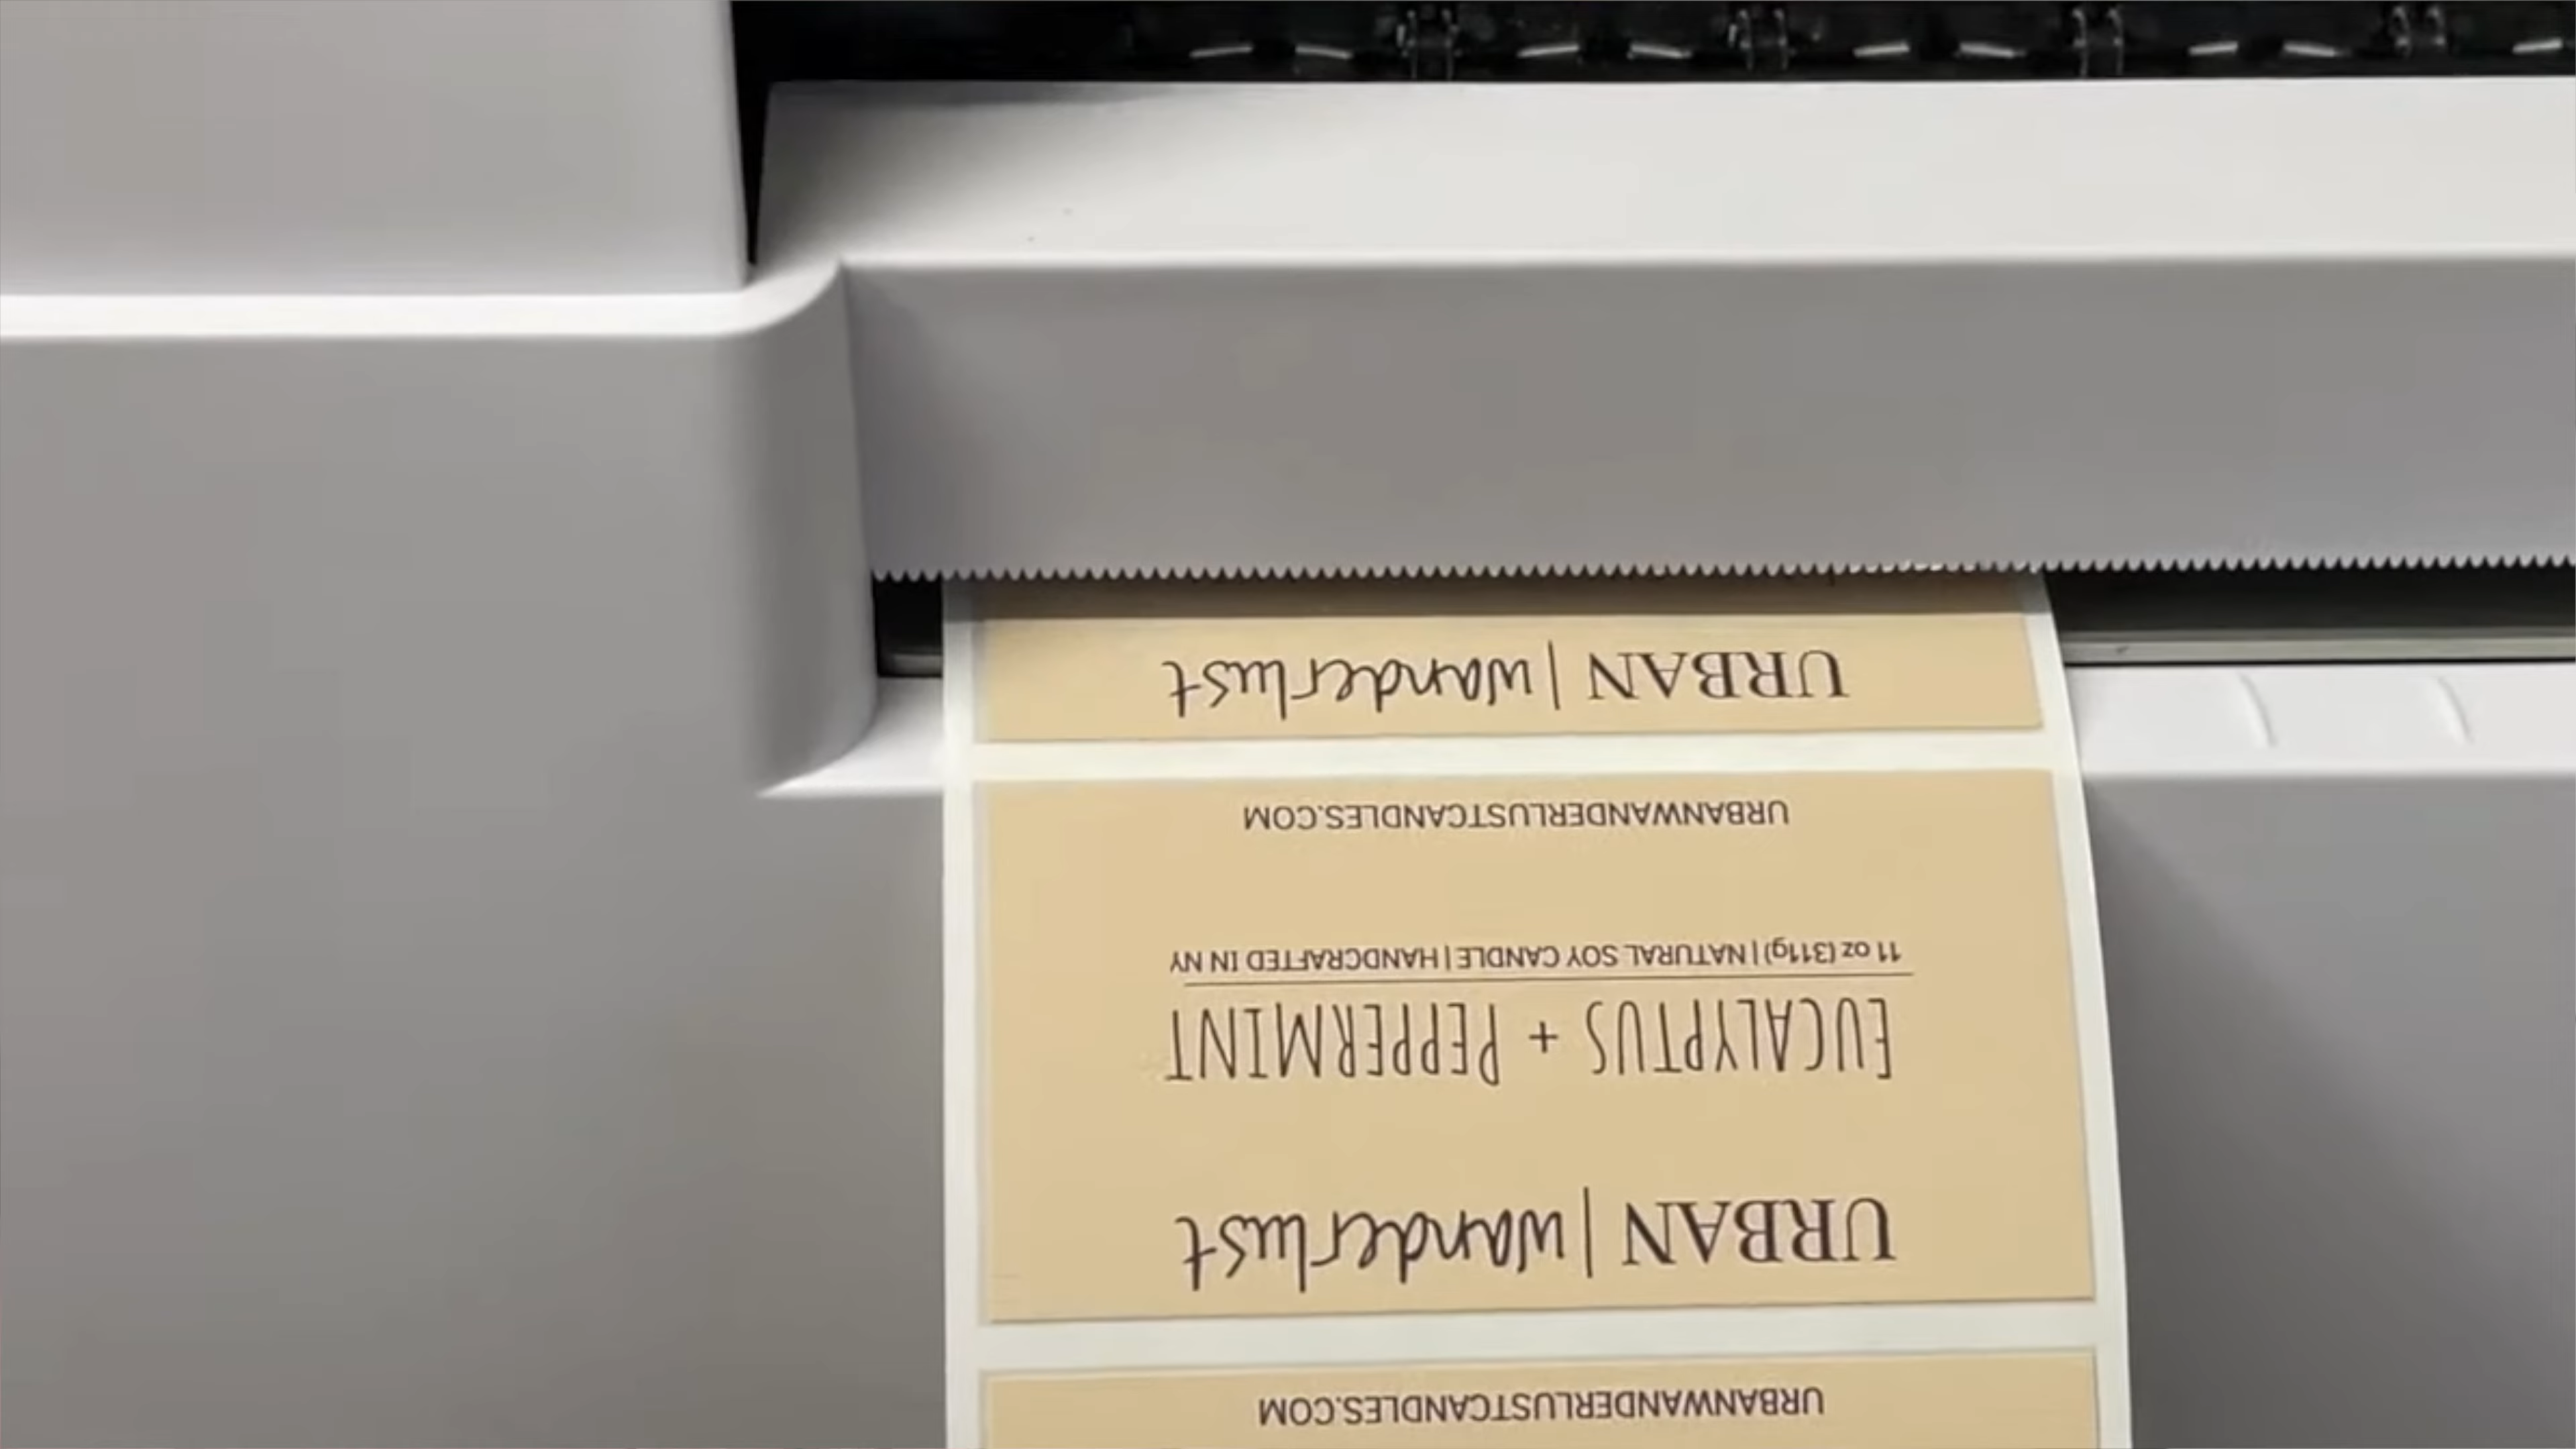 URBANWANDERLUSTCANDLES.COM
URBAN | wanderlust
EUCALYPTUS + PEPPERMINT
11 oz (311g) | NATURAL SOY CANDLE | HANDCRAFTED IN NY
URBANWANDERLUSTCANDLES.COM
URBAN | wanderlust